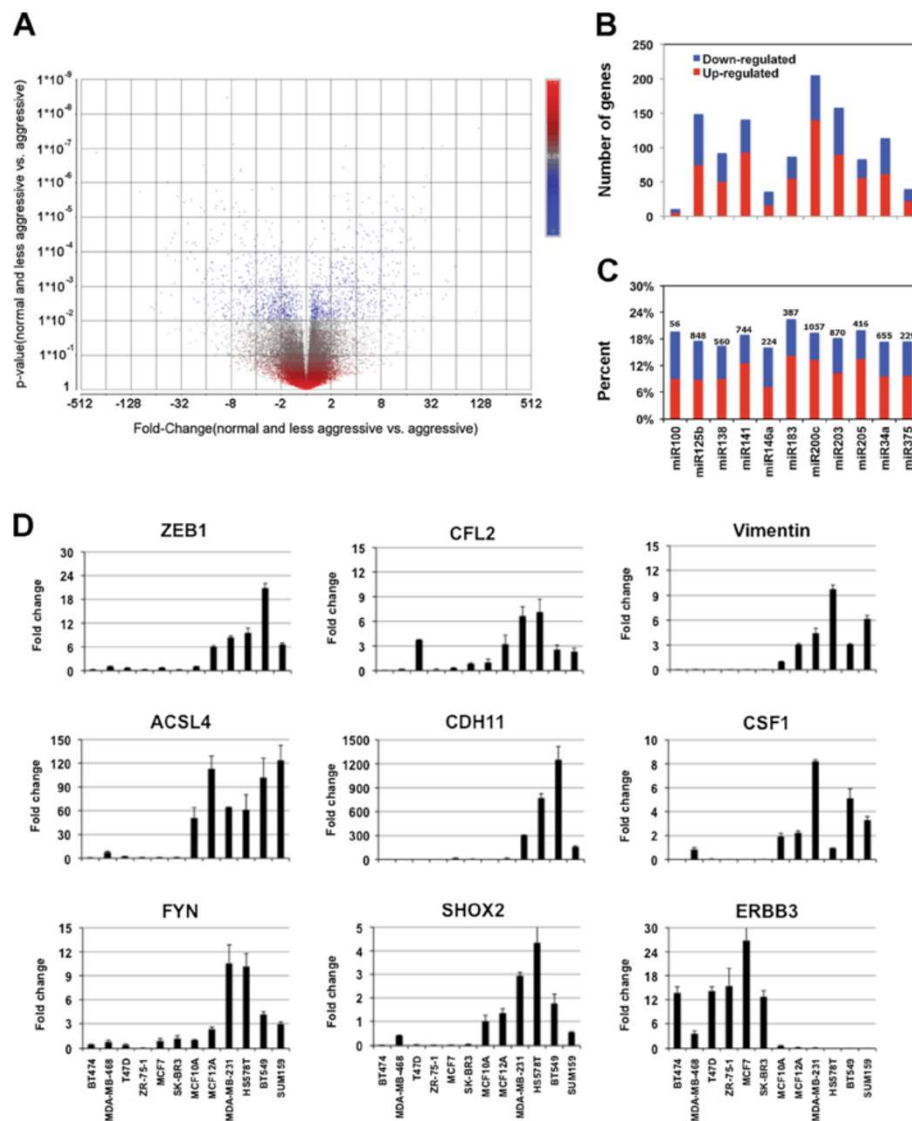 A
1*10⁻⁹
1*10⁻⁸
1*10⁻⁷
1*10⁻⁶
1*10⁻⁵
1*10⁻⁴
1*10⁻³
1*10⁻²
1*10⁻¹
1
p-value(normal and less aggressive vs. aggressive)
-512 -128 -32 -8 -2 2 8 32 128 512
Fold-Change(normal and less aggressive vs. aggressive)
B
250
200
150
100
50
0
Number of genes
Down-regulated
Up-regulated
C
30%
24%
18%
12%
6%
0%
Percent
56 848 560 744 224 387 1057 870 416 655 229
miR100 miR125b miR138 miR141 miR146a miR183 miR200c miR203 miR205 miR34a miR375
D
ZEB1
Fold change
30
24
18
12
6
0
CFL2
Fold change
15
12
9
6
3
0
Vimentin
Fold change
15
12
9
6
3
0
ACSL4
Fold change
150
120
90
60
30
0
CDH11
Fold change
1500
1200
900
600
300
0
CSF1
Fold change
10
8
6
4
2
0
FYN
Fold change
15
12
9
6
3
0
BT474 MDA-MB-468 T47D ZR-75-1 MCF7 SK-BR3 MCF10A MCF12A MDA-MB-231 HS578T BT549 SUM159
SHOX2
Fold change
5
4
3
2
1
0
BT474 MDA-MB-468 T47D ZR-75-1 MCF7 SK-BR3 MCF10A MCF12A MDA-MB-231 HS578T BT549 SUM159
ERBB3
Fold change
30
24
18
12
6
0
BT474 MDA-MB-468 T47D ZR-75-1 MCF7 SK-BR3 MCF10A MCF12A MDA-MB-231 HS578T BT549 SUM159